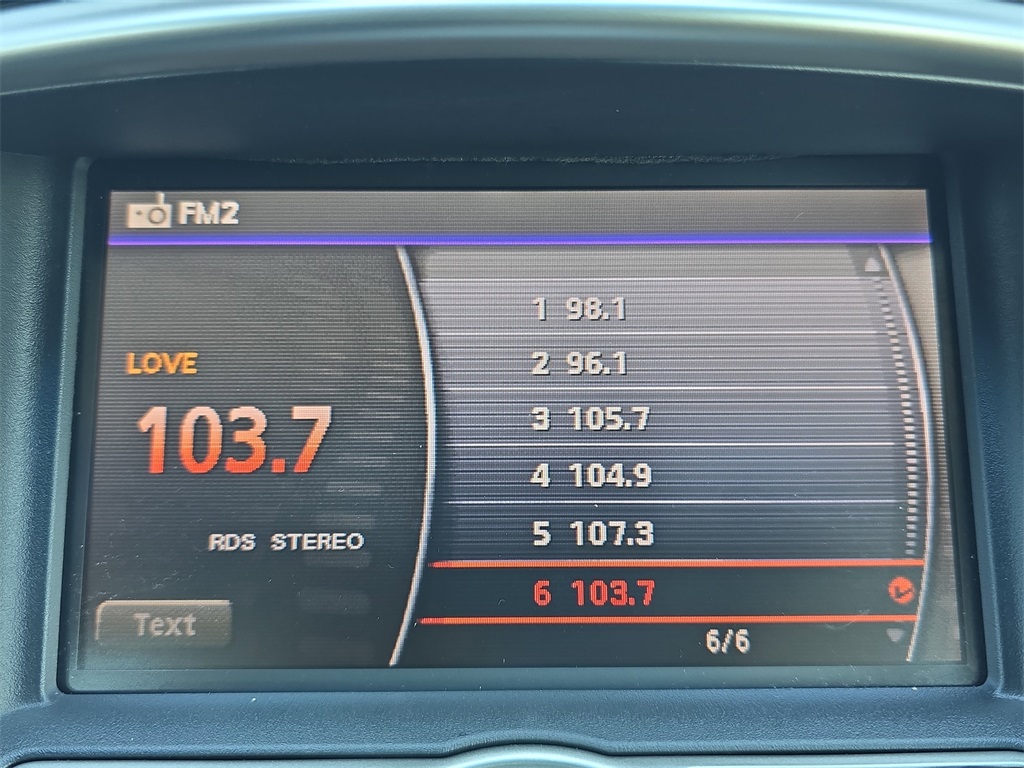 FM2
LOVE
103.7
RDS STEREO
Text
1 98.1
2 96.1
3 105.7
4 104.9
5 107.3
6 103.7
6/6